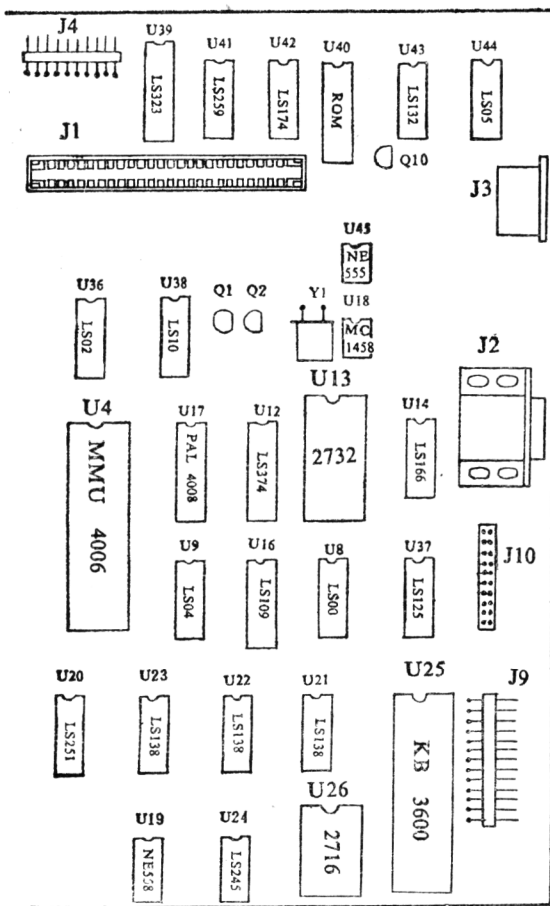 J4
U39
U41
U42
U40
U43
U44
LS323
LS259
LS174
ROM
LS132
LS05
Q10
J1
J3
U45
NE
555
U36
U38
Q1
Q2
Y1
U18
LS02
LS10
MC
1458
J2
U13
U4
U17
U12
U14
MMU 4006
PAL 4008
LS374
2732
LS166
U9
U16
U8
U37
J10
LS04
LS109
LS00
LS125
U20
U23
U22
U21
U25
J9
LS251
LS138
LS138
LS138
KB 3600
U26
U19
U24
NE558
LS245
2716